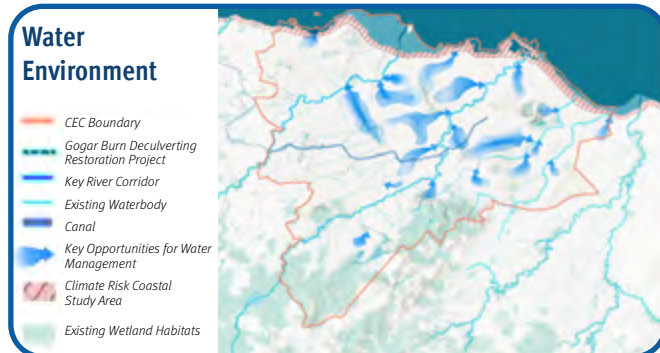 Water
Environment
CEC Boundary
Gogar Burn Deculverting
Restoration Project
Key River Corridor
Existing Waterbody
Canal
Key Opportunities for Water
Management
Climate Risk Coastal
Study Area
Existing Wetland Habitats